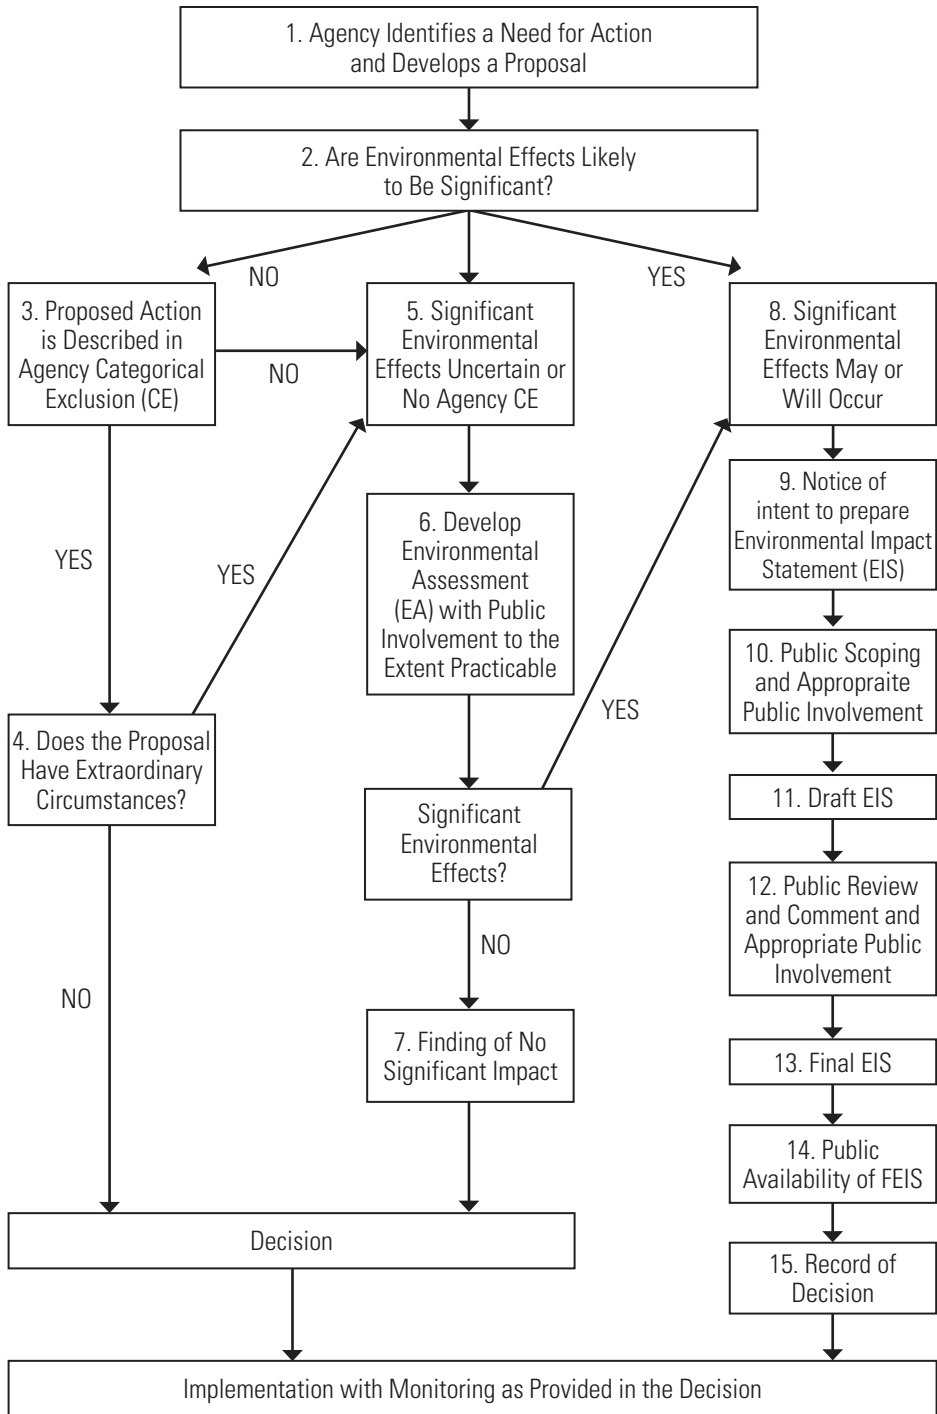 1. Agency Identifies a Need for Action
and Develops a Proposal
2. Are Environmental Effects Likely
to Be Significant?
NO
YES
3. Proposed Action
is Described in
Agency Categorical
Exclusion (CE)
NO
5. Significant
Environmental
Effects Uncertain or
No Agency CE
8. Significant
Environmental
Effects May or
Will Occur
YES
YES
6. Develop
Environmental
Assessment
(EA) with Public
Involvement to the
Extent Practicable
9. Notice of
intent to prepare
Environmental Impact
Statement (EIS)
10. Public Scoping
and Appropraite
Public Involvement
YES
4. Does the Proposal
Have Extraordinary
Circumstances?
Significant
Environmental
Effects?
11. Draft EIS
12. Public Review
and Comment and
Appropriate Public
Involvement
NO
NO
7. Finding of No
Significant Impact
13. Final EIS
14. Public
Availability of FEIS
Decision
15. Record of
Decision
Implementation with Monitoring as Provided in the Decision